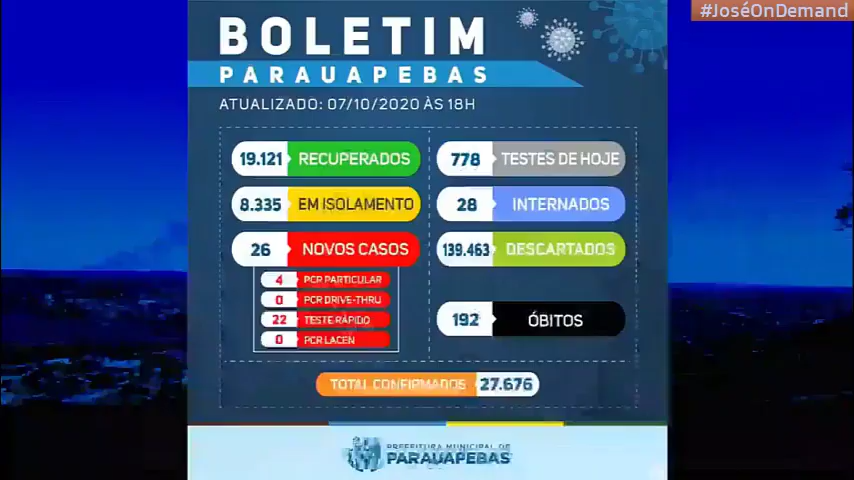 #JoséOnDemand
BOLETIM
PARAUAPEBAS
ATUALIZADO: 07/10/2020 ÀS 18H
19.121 RECUPERADOS
8.335 EM ISOLAMENTO
26 NOVOS CASOS
4 PCR PARTICULAR
0 PCR DRIVE-THRU
22 TESTE RÁPIDO
0 PCR LACEN
778 TESTES DE HOJE
28 INTERNADOS
139.463 DESCARTADOS
192 ÓBITOS
TOTAL CONFIRMADOS 27.676
PREFEITURA MUNICIPAL DE
PARAUAPEBAS